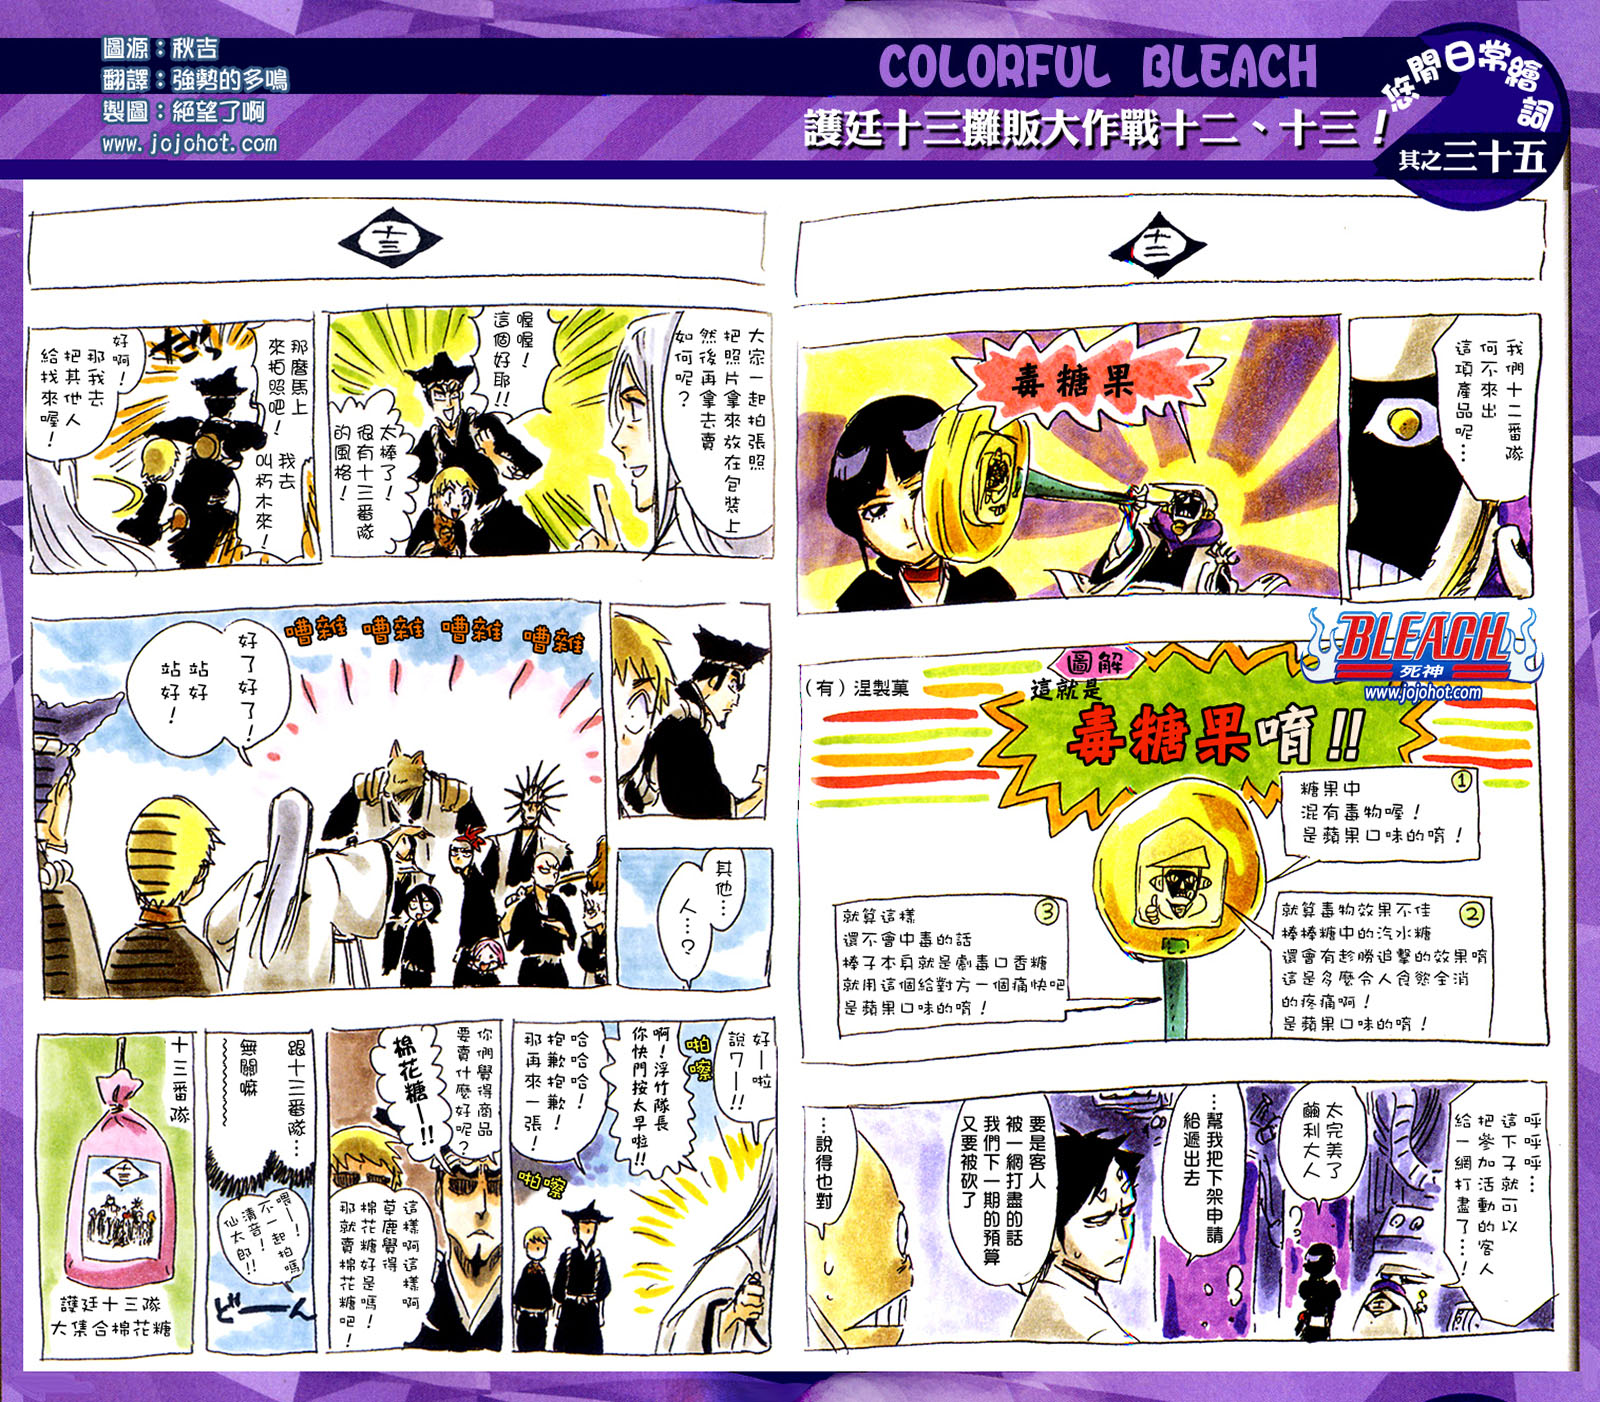 圖源：秋吉
翻譯：強勢的多鳴
製圖：絕望了啊
www.jojohot.com
COLORFUL BLEACH
護廷十三攤販大作戰十二、十三！
悠閒日常繪詞
其之三十五
十二
我們十二番隊
何不來出
這項產品呢…
毒糖果
BLEACH
死神
www.jojohot.com
（有）涅製菓
圖解
這就是
毒糖果唷!!
①
糖果中
混有毒物喔！
是蘋果口味的唷！
②
就算毒物效果不佳
棒棒糖中的汽水糖
還會有趁勝追擊的效果唷
這是多麼令人食慾全消
的疼痛啊！
是蘋果口味的唷！
③
就算這樣
還不會中毒的話
棒子本身就是劇毒口香糖
就用這個給對方一個痛快吧
是蘋果口味的唷！
呼呼呼…
這下子就可以
把參加活動的客人
給一網打盡了…！
太完美了
繭利大人
…幫我把下架申請
給遞出去
要是客人
被一網打盡的話
我們下一期的預算
又要被砍了
…說得也對
十三
大家一起拍張照
把照片拿來放在包裝上
然後再拿去賣
如何呢？
喔喔！
這個好耶!!
太棒了！
很有十三番隊
的風格！
那麼馬上
來拍照吧！
我去
叫朽木來！
だっ
好啊！
那我去
把其他人
給找來喔！
其他…
人…？
嘈雜 嘈雜 嘈雜 嘈雜
好了好了！
站好
站好！
好ー啦
說7ー!!
啪嚓
啊！浮竹隊長
你快門按太早啦!!
哈哈哈！
抱歉抱歉！
那再來一張！
啪嚓
你們覺得商品
要賣什麼好呢？
棉花糖ー!!
這樣啊這樣啊
草鹿覺得
棉花糖好是嗎！
那就賣棉花糖吧！
跟十三番隊…
無關嘛
喂ー！
不一起拍嗎
清音！
仙太郎!!
どーん
十三番隊
十三
護廷十三隊
大集合棉花糖